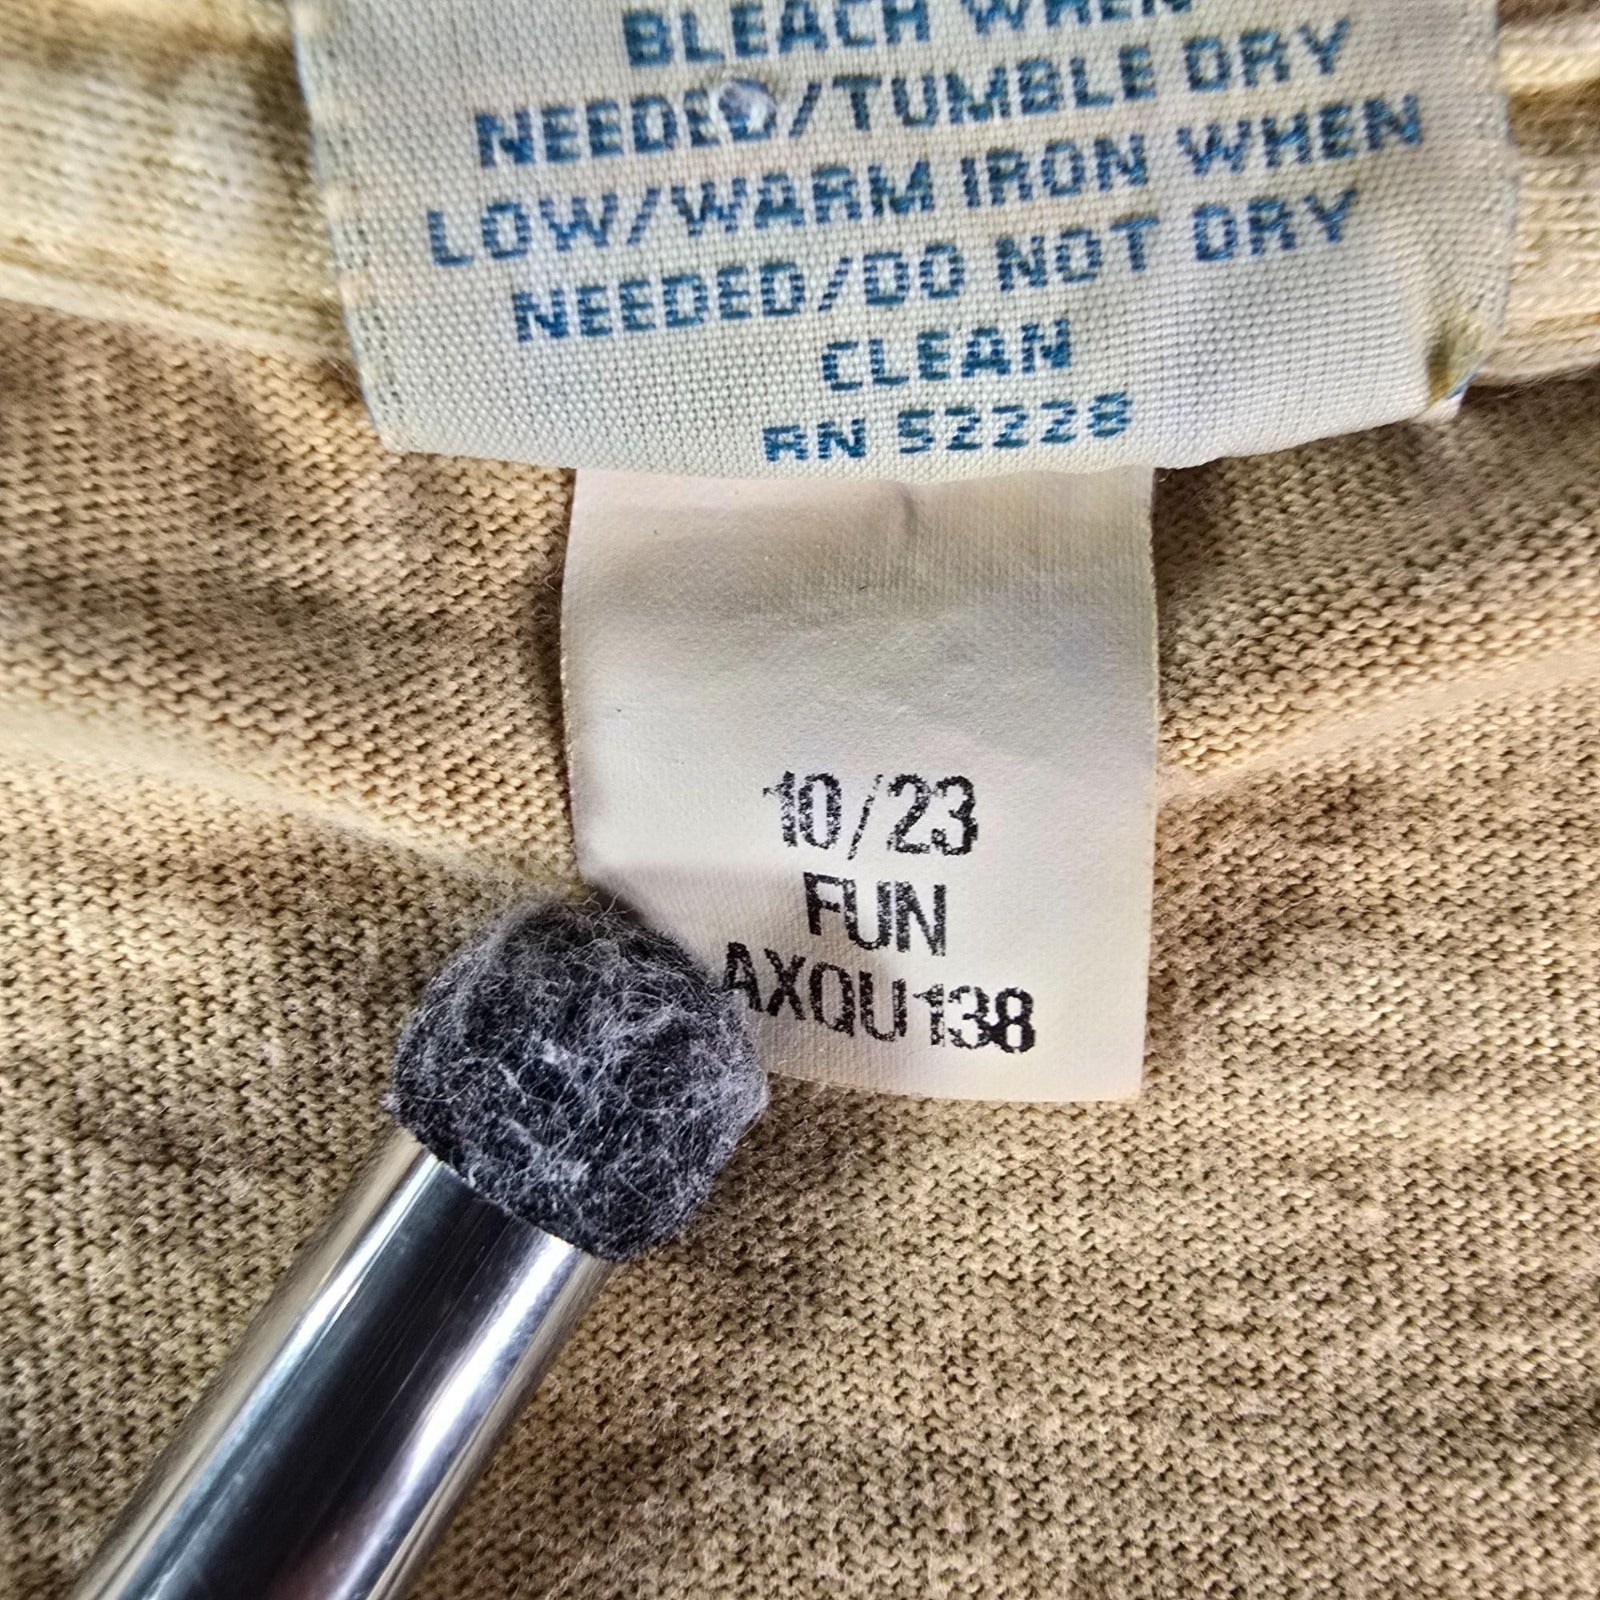 BLEACH WHEN
NEEDED/TUMBLE DRY
LOW/WARM IRON WHEN
NEEDED/DO NOT DRY
CLEAN
RN 52228
10/23
FUN
AXQU138